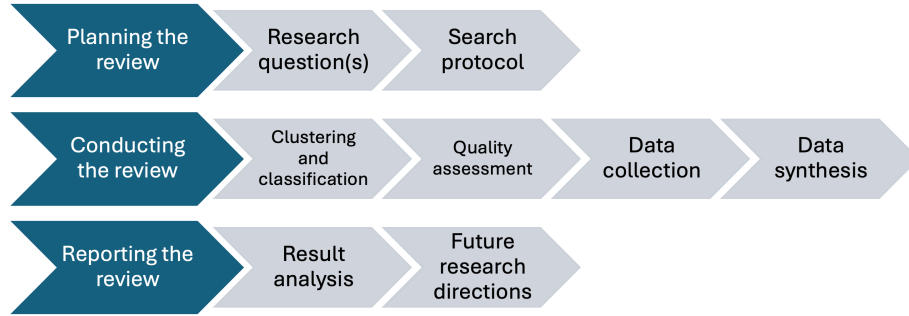 Planning the
review
Research
question(s)
Search
protocol
Conducting
the review
Clustering
and
classification
Quality
assessment
Data
collection
Data
synthesis
Reporting the
review
Result
analysis
Future
research
directions